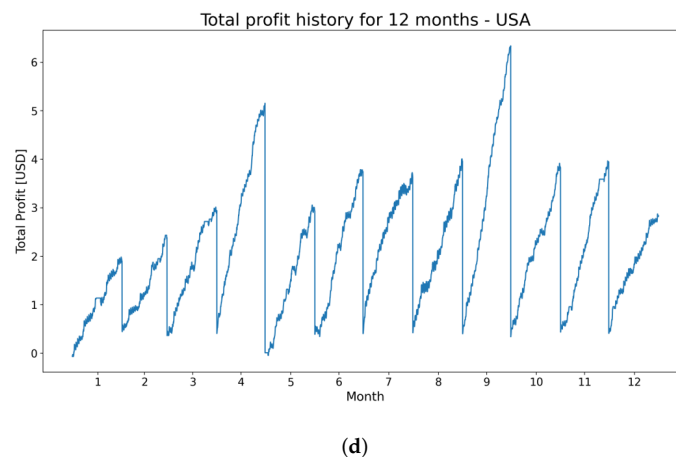 Total profit history for 12 months - USA
6
5
4
3
2
1
0
Total Profit [USD]
1 2 3 4 5 6 7 8 9 10 11 12
Month
(d)